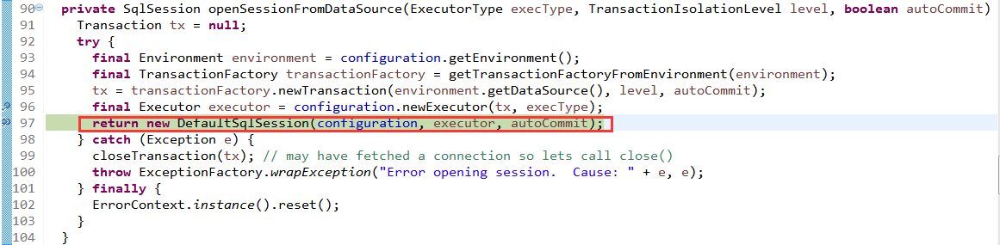 90 private SqlSession openSessionFromDataSource(ExecutorType execType, TransactionIsolationLevel level, boolean autoCommit)
91 Transaction tx = null;
92 try {
93 final Environment environment = configuration.getEnvironment();
94 final TransactionFactory transactionFactory = getTransactionFactoryFromEnvironment(environment);
95 tx = transactionFactory.newTransaction(environment.getDataSource(), level, autoCommit);
96 final Executor executor = configuration.newExecutor(tx, execType);
97 return new DefaultSqlSession(configuration, executor, autoCommit);
98 } catch (Exception e) {
99 closeTransaction(tx); // may have fetched a connection so lets call close()
100 throw ExceptionFactory.wrapException("Error opening session.  Cause: " + e, e);
101 } finally {
102 ErrorContext.instance().reset();
103 }
104 }